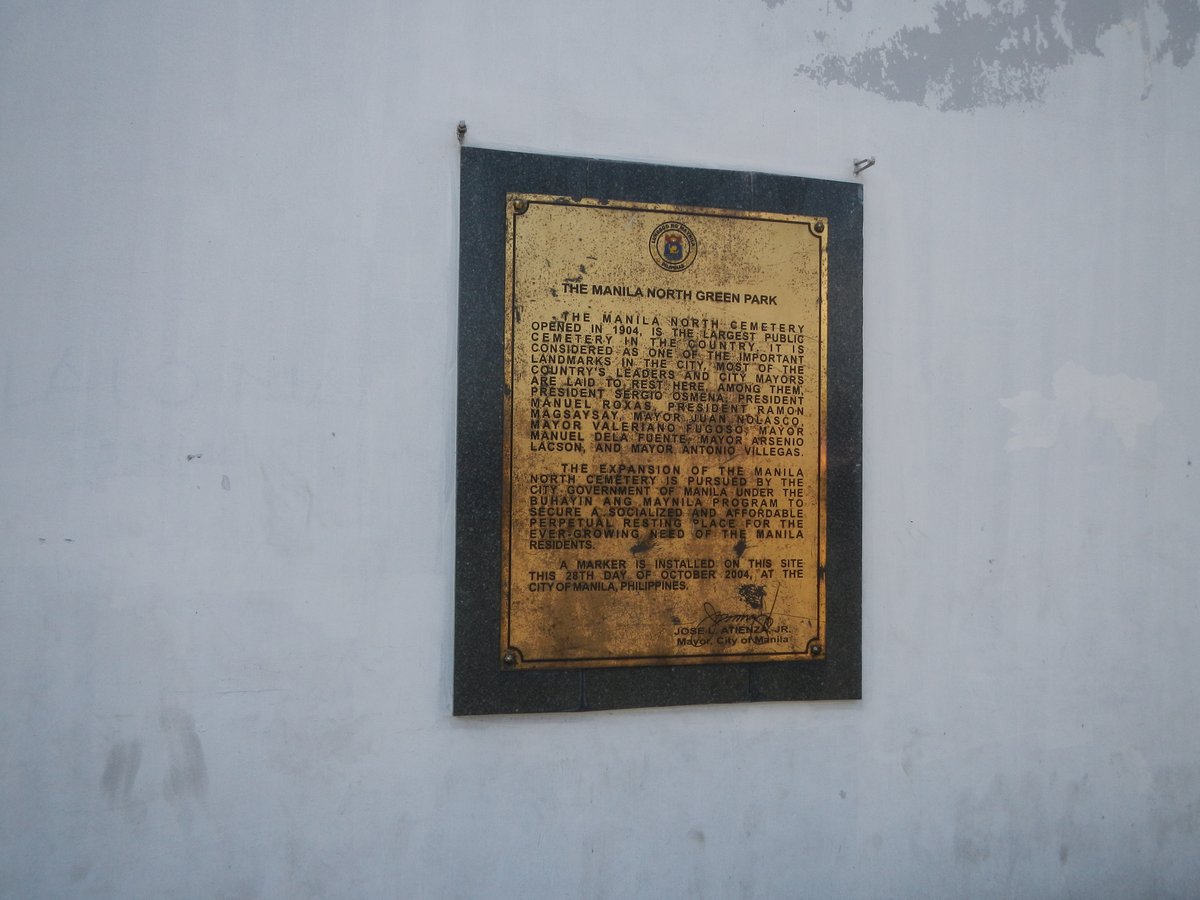 LUNGSOD NG MAYNILA
PILIPINAS
THE MANILA NORTH GREEN PARK
THE MANILA NORTH CEMETERY
OPENED IN 1904, IS THE LARGEST PUBLIC
CEMETERY IN THE COUNTRY. IT IS
CONSIDERED AS ONE OF THE IMPORTANT
LANDMARKS IN THE CITY, MOST OF THE
COUNTRY'S LEADERS AND CITY MAYORS
ARE LAID TO REST HERE, AMONG THEM,
PRESIDENT SERGIO OSMEÑA, PRESIDENT
MANUEL ROXAS, PRESIDENT RAMON
MAGSAYSAY, MAYOR JUAN NOLASCO,
MAYOR VALERIANO FUGOSO, MAYOR
MANUEL DELA FUENTE, MAYOR ARSENIO
LACSON, AND MAYOR ANTONIO VILLEGAS.
THE EXPANSION OF THE MANILA
NORTH CEMETERY IS PURSUED BY THE
CITY GOVERNMENT OF MANILA UNDER THE
BUHAYIN ANG MAYNILA PROGRAM TO
SECURE A SOCIALIZED AND AFFORDABLE
PERPETUAL RESTING PLACE FOR THE
EVER-GROWING NEED OF THE MANILA
RESIDENTS.
A MARKER IS INSTALLED ON THIS SITE
THIS 28TH DAY OF OCTOBER 2004, AT THE
CITY OF MANILA, PHILIPPINES.
JOSE L. ATIENZA, JR.
Mayor, City of Manila